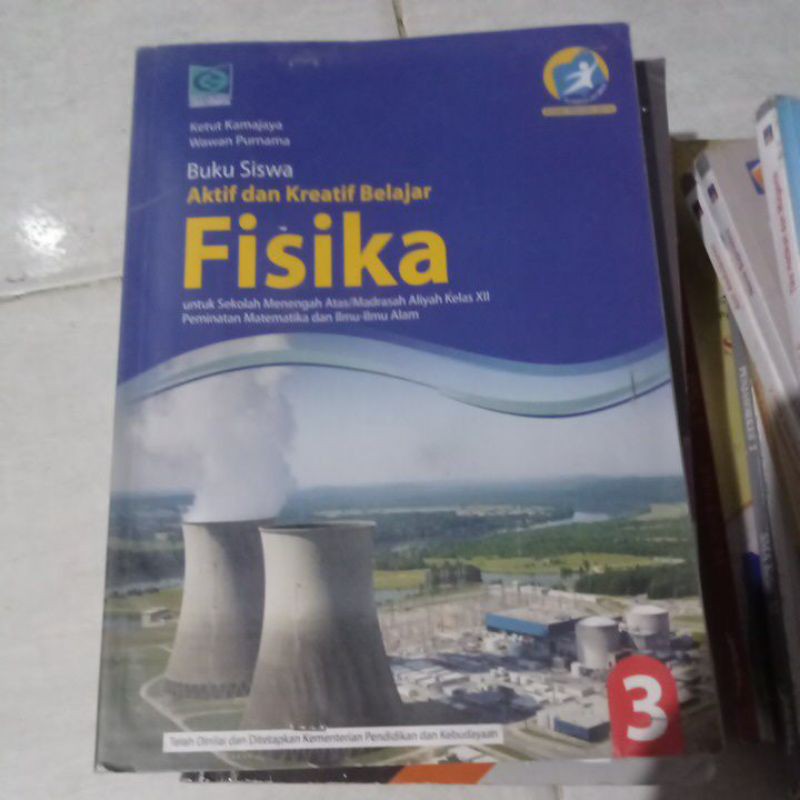 Ketut Kamajaya
Wawan Purnama
Buku Siswa
Aktif dan Kreatif Belajar
Fisika
untuk Sekolah Menengah Atas/Madrasah Aliyah Kelas XII
Peminatan Matematika dan Ilmu-Ilmu Alam
3
Telah Dinilai dan Ditetapkan Kementerian Pendidikan dan Kebudayaan